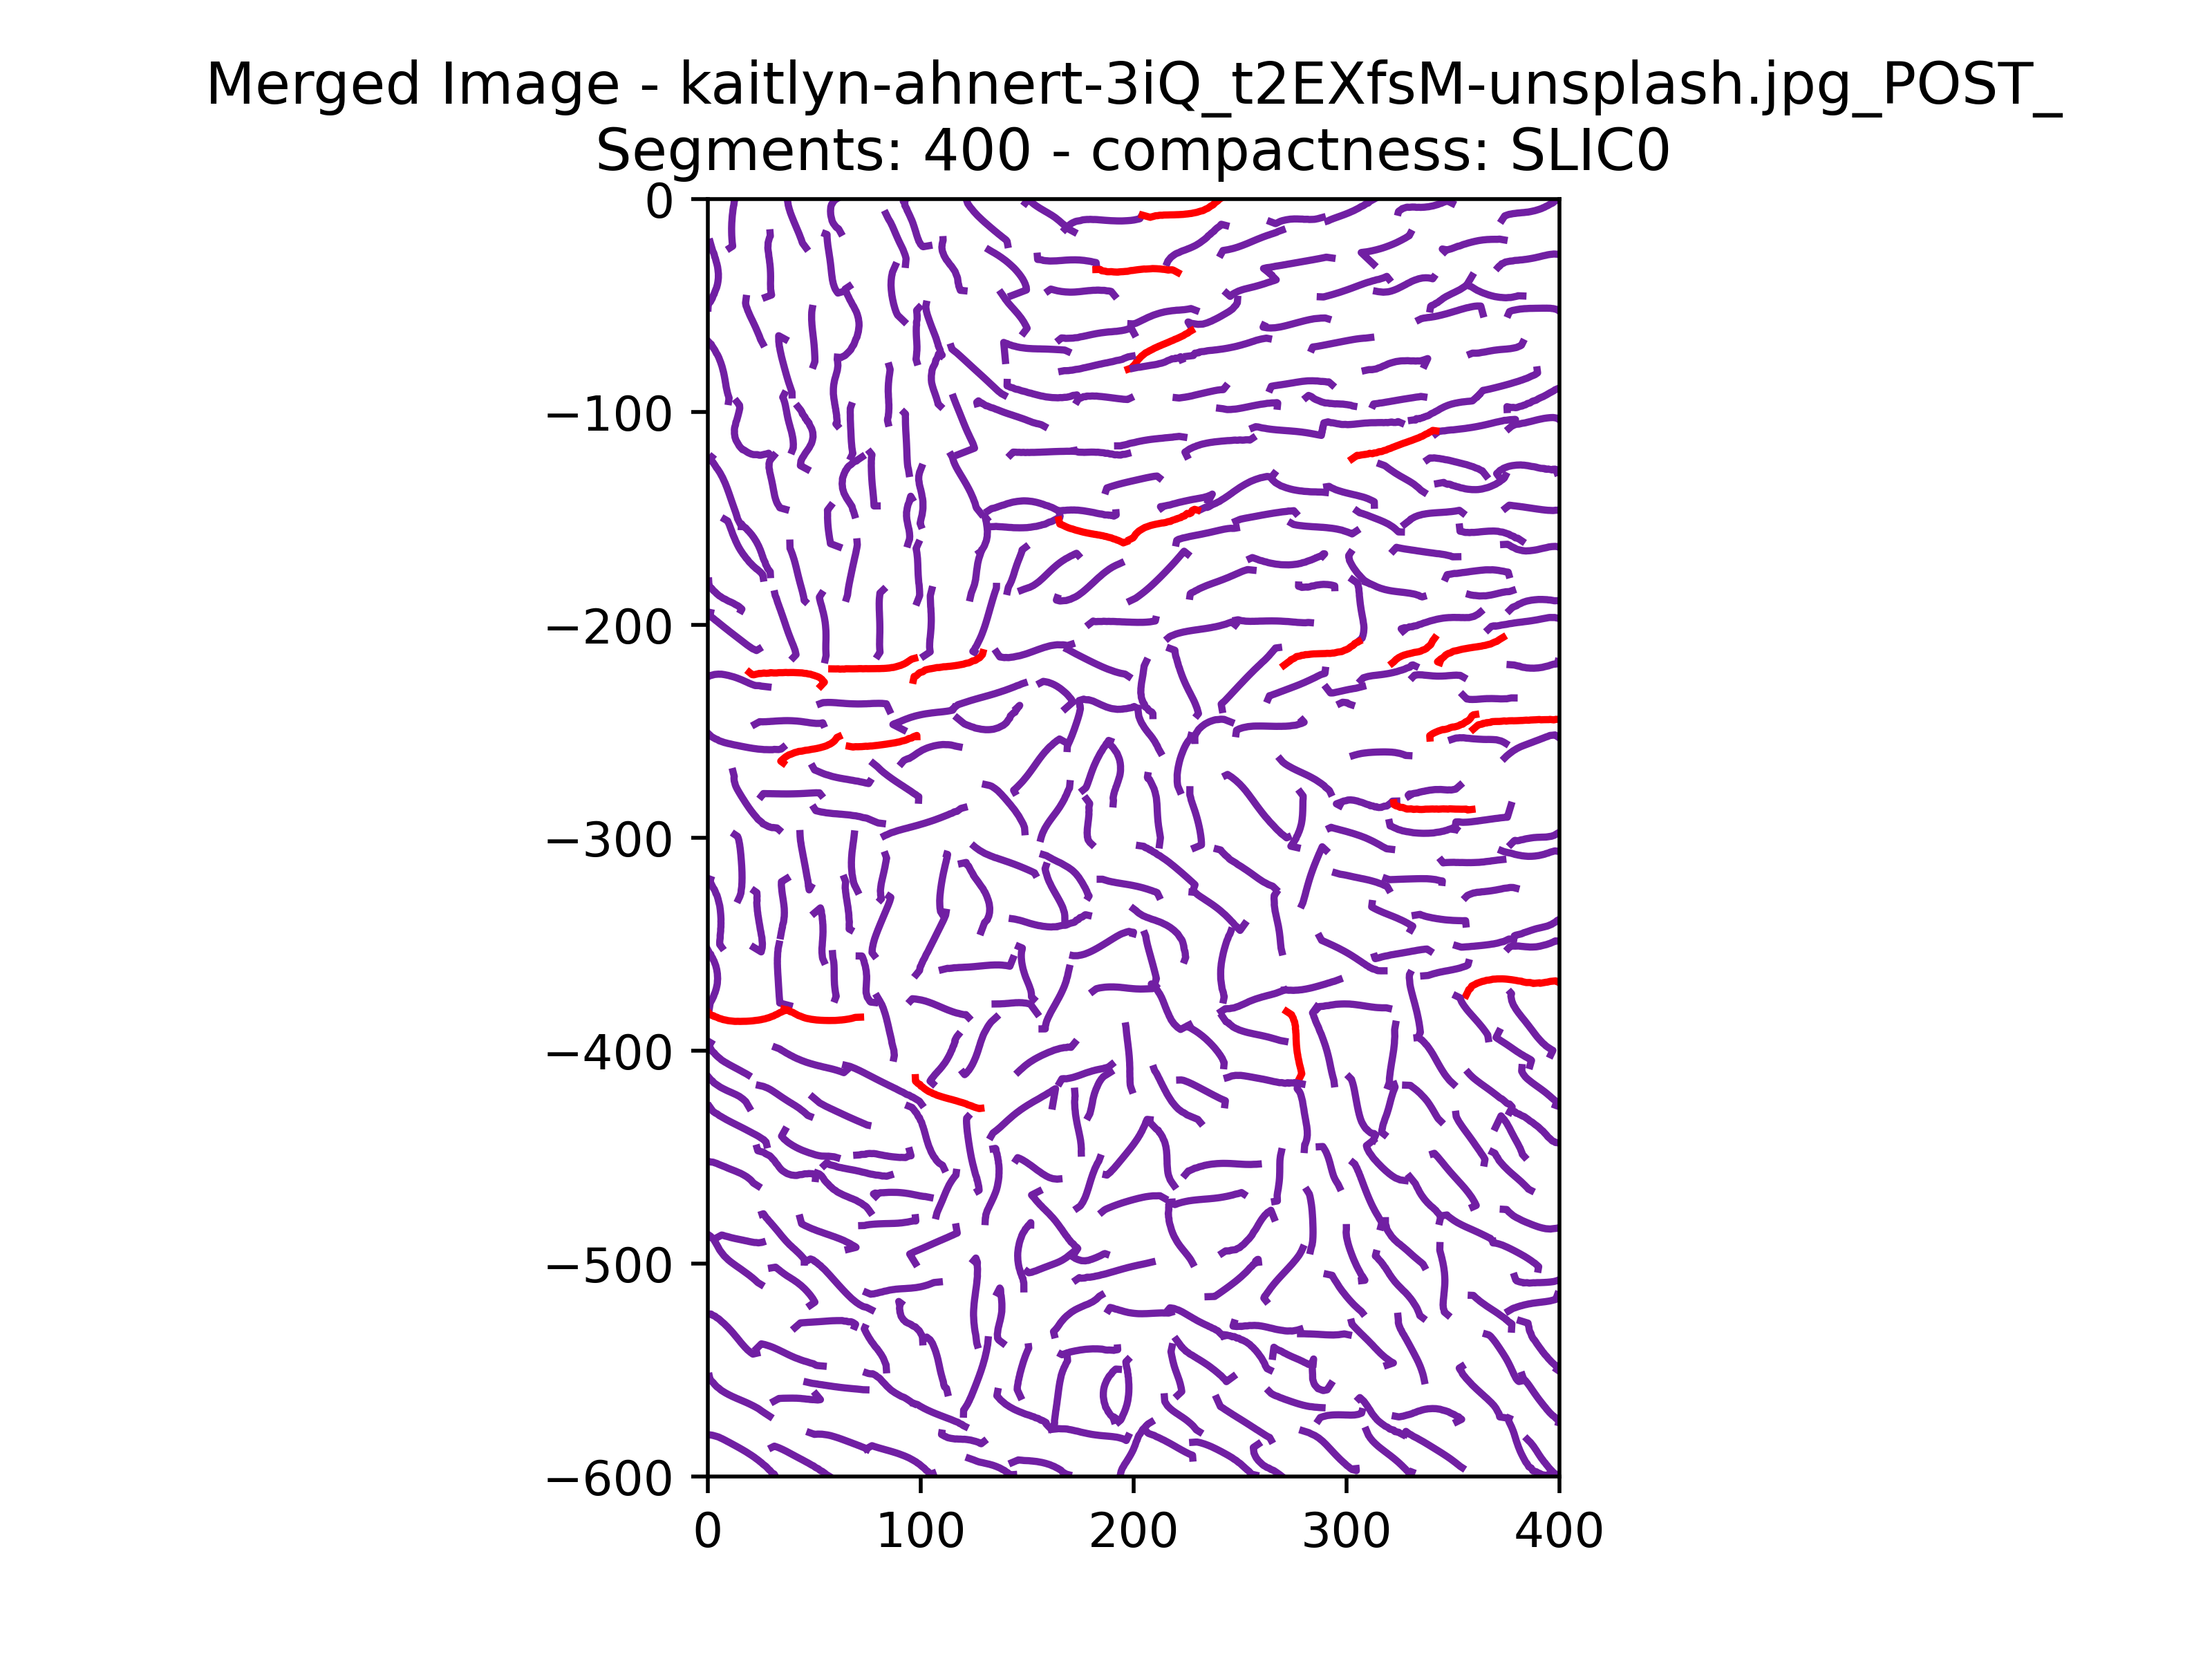 Merged Image - kaitlyn-ahnert-3iQ_t2EXfsM-unsplash.jpg_POST_
Segments: 400 - compactness: SLIC0
0
−100
−200
−300
−400
−500
−600
0 100 200 300 400